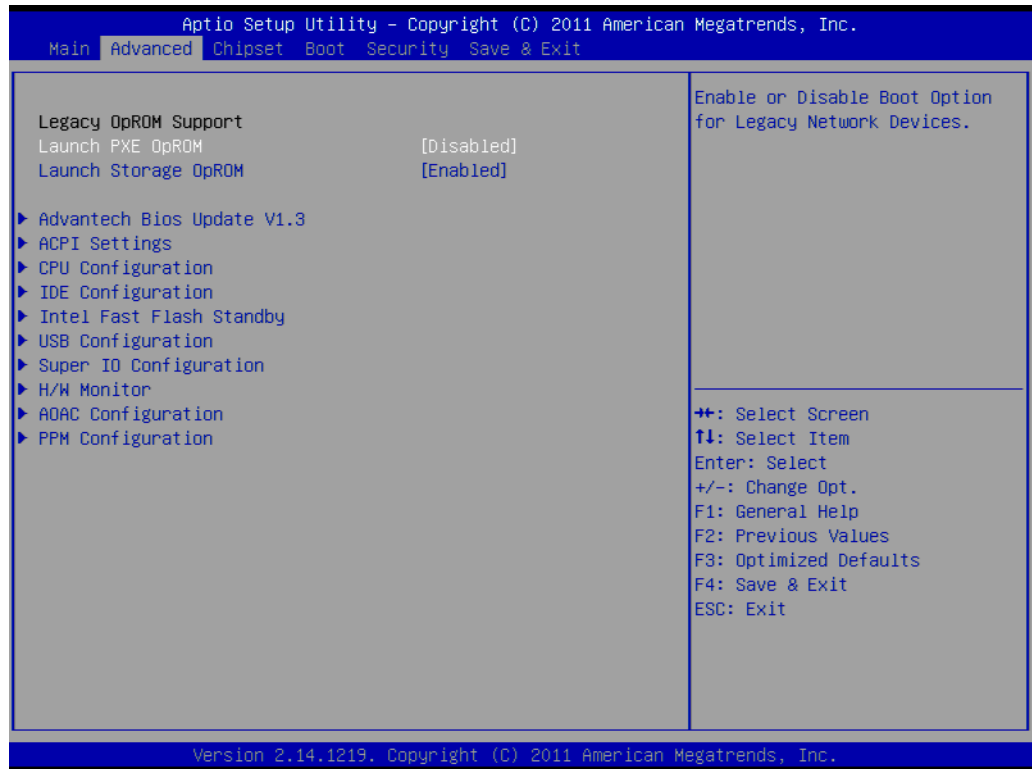 Aptio Setup Utility – Copyright (C) 2011 American Megatrends, Inc.
Main Advanced Chipset Boot Security Save & Exit
Legacy OpROM Support
Launch PXE OpROM [Disabled]
Launch Storage OpROM [Enabled]
Advantech Bios Update V1.3
ACPI Settings
CPU Configuration
IDE Configuration
Intel Fast Flash Standby
USB Configuration
Super IO Configuration
H/W Monitor
AOAC Configuration
PPM Configuration
Enable or Disable Boot Option
for Legacy Network Devices.
→←: Select Screen
↑↓: Select Item
Enter: Select
+/-: Change Opt.
F1: General Help
F2: Previous Values
F3: Optimized Defaults
F4: Save & Exit
ESC: Exit
Version 2.14.1219. Copyright (C) 2011 American Megatrends, Inc.